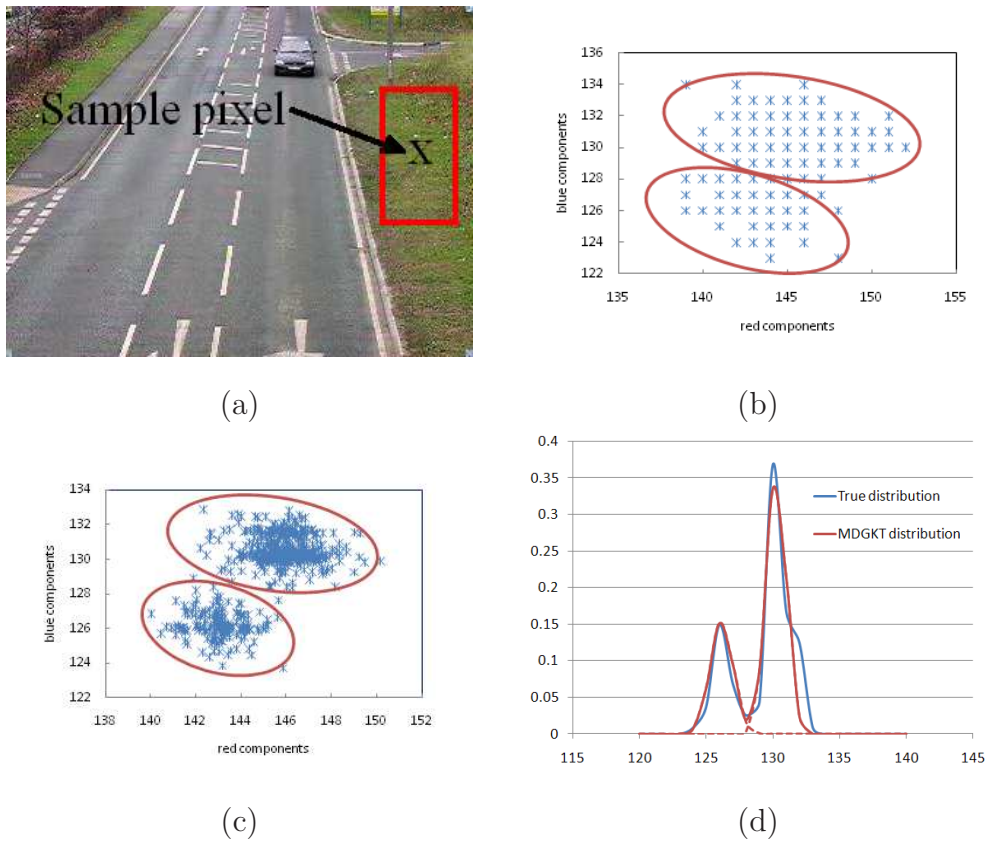 Sample pixel
X
(a)
136
134
132
130
128
126
124
122
135 140 145 150 155
blue components
red components
(b)
134
132
130
128
126
124
122
138 140 142 144 146 148 150 152
blue components
red components
(c)
0.4
0.35
0.3
0.25
0.2
0.15
0.1
0.05
0
115 120 125 130 135 140 145
True distribution
MDGKT distribution
(d)